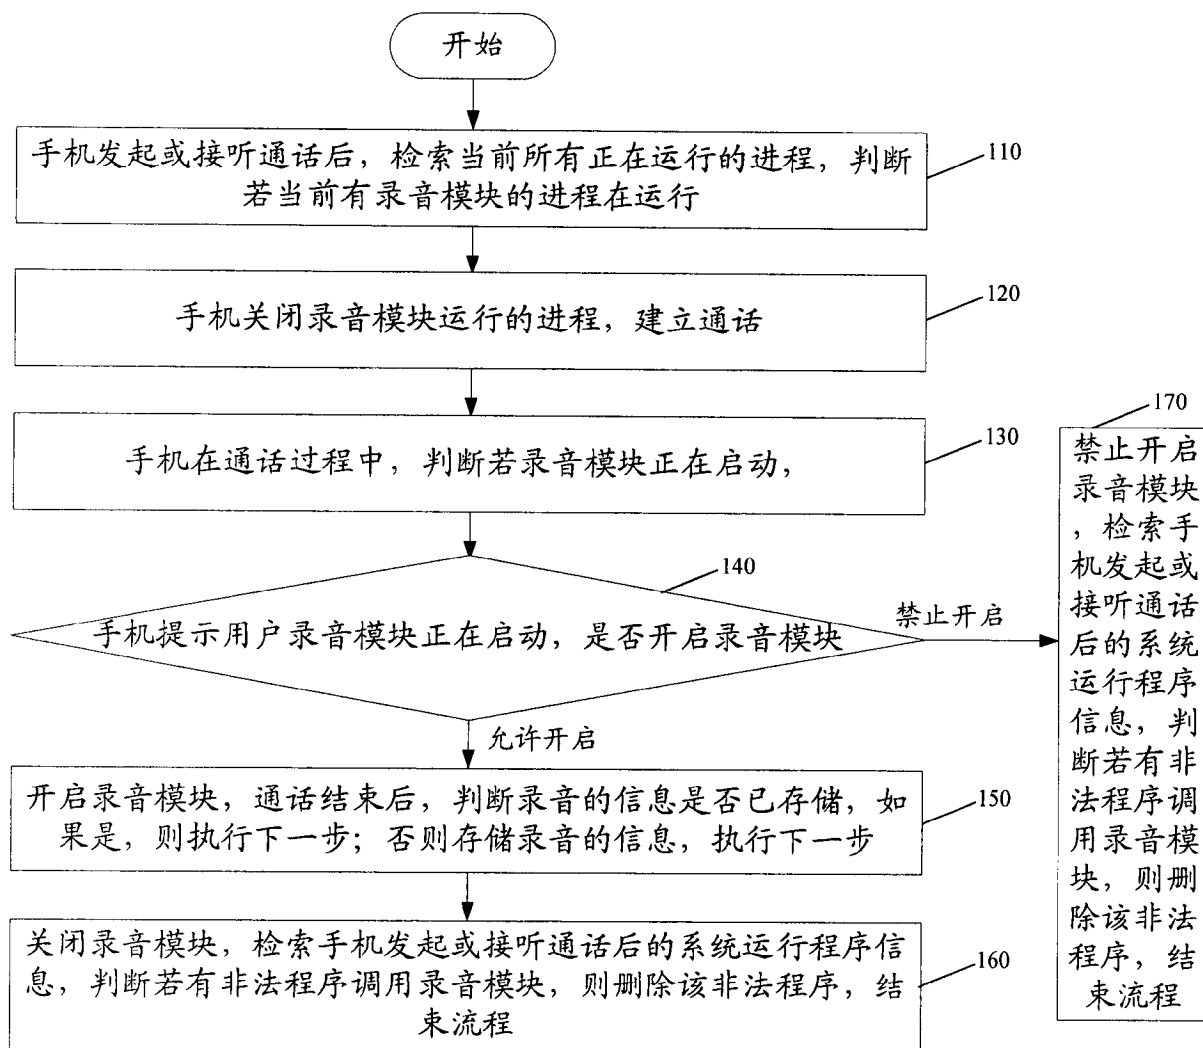 开始
手机发起或接听通话后，检索当前所有正在运行的进程，判断
若当前有录音模块的进程在运行
110
手机关闭录音模块运行的进程，建立通话
120
手机在通话过程中，判断若录音模块正在启动，
130
手机提示用户录音模块正在启动，是否开启录音模块
140
禁止开启
允许开启
开启录音模块，通话结束后，判断录音的信息是否已存储，如
果是，则执行下一步；否则存储录音的信息，执行下一步
150
关闭录音模块，检索手机发起或接听通话后的系统运行程序信
息，判断若有非法程序调用录音模块，则删除该非法程序，结
束流程
160
170
禁止开启
录音模块
，检索手
机发起或
接听通话
后的系统
运行程序
信息，判
断若有非
法程序调
用录音模
块，则删
除该非法
程序，结
束流程